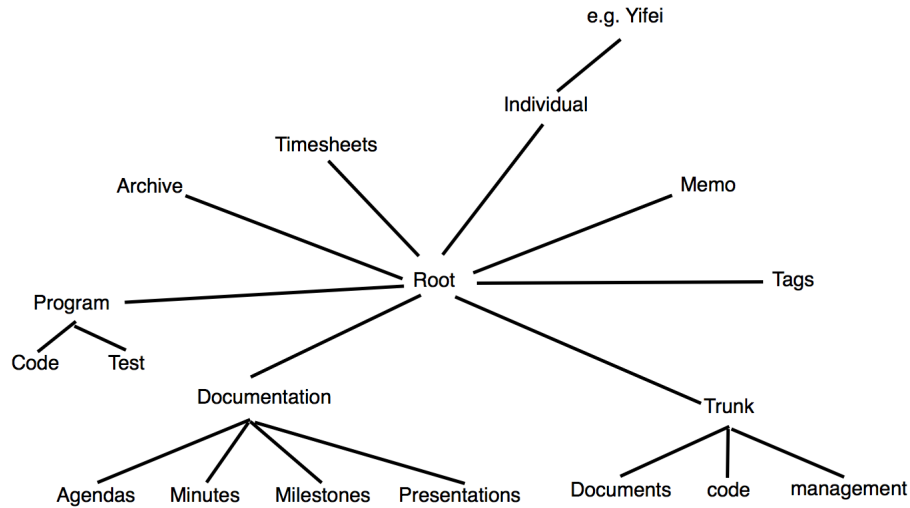 e.g. Yifei
Individual
Timesheets
Archive
Memo
Root
Tags
Program
Code
Test
Documentation
Trunk
Agendas
Minutes
Milestones
Presentations
Documents
code
management